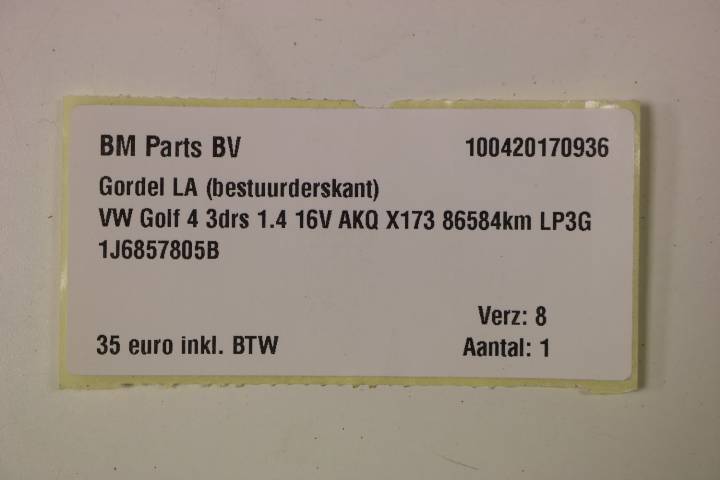 BM Parts BV 100420170936
Gordel LA (bestuurderskant)
VW Golf 4 3drs 1.4 16V AKQ X173 86584km LP3G
1J6857805B
Verz: 8
35 euro inkl. BTW Aantal: 1